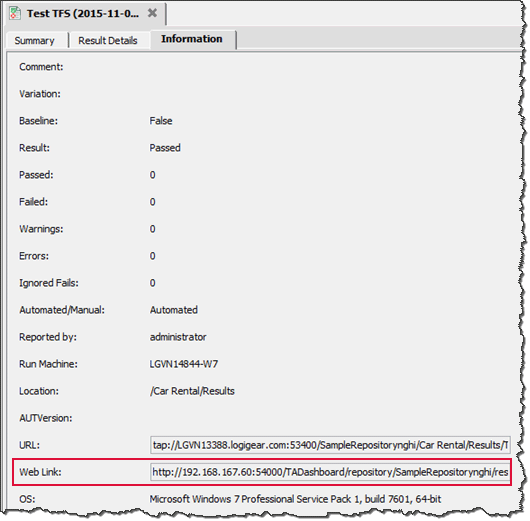 Test TFS (2015-11-0...
Summary Result Details Information
Comment:
Variation:
Baseline: False
Result: Passed
Passed: 0
Failed: 0
Warnings: 0
Errors: 0
Ignored Fails: 0
Automated/Manual: Automated
Reported by: administrator
Run Machine: LGVN14844-W7
Location: /Car Rental/Results
AUTVersion:
URL: tap://LGVN13388.logigear.com:53400/SampleRepositorynghi/Car Rental/Results/T
Web Link: http://192.168.167.60:54000/TADashboard/repository/SampleRepositorynghi/res
OS: Microsoft Windows 7 Professional Service Pack 1, build 7601, 64-bit